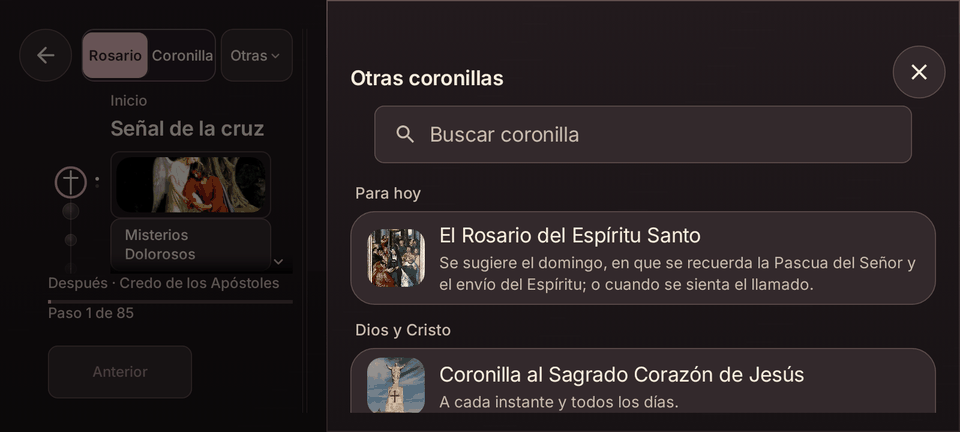 Rosario
Coronilla
Otras
Inicio
Señal de la cruz
Misterios
Dolorosos
Después · Credo de los Apóstoles
Paso 1 de 85
Anterior
Otras coronillas
Buscar coronilla
Para hoy
El Rosario del Espíritu Santo
Se sugiere el domingo, en que se recuerda la Pascua del Señor y
el envío del Espíritu; o cuando se sienta el llamado.
Dios y Cristo
Coronilla al Sagrado Corazón de Jesús
A cada instante y todos los días.